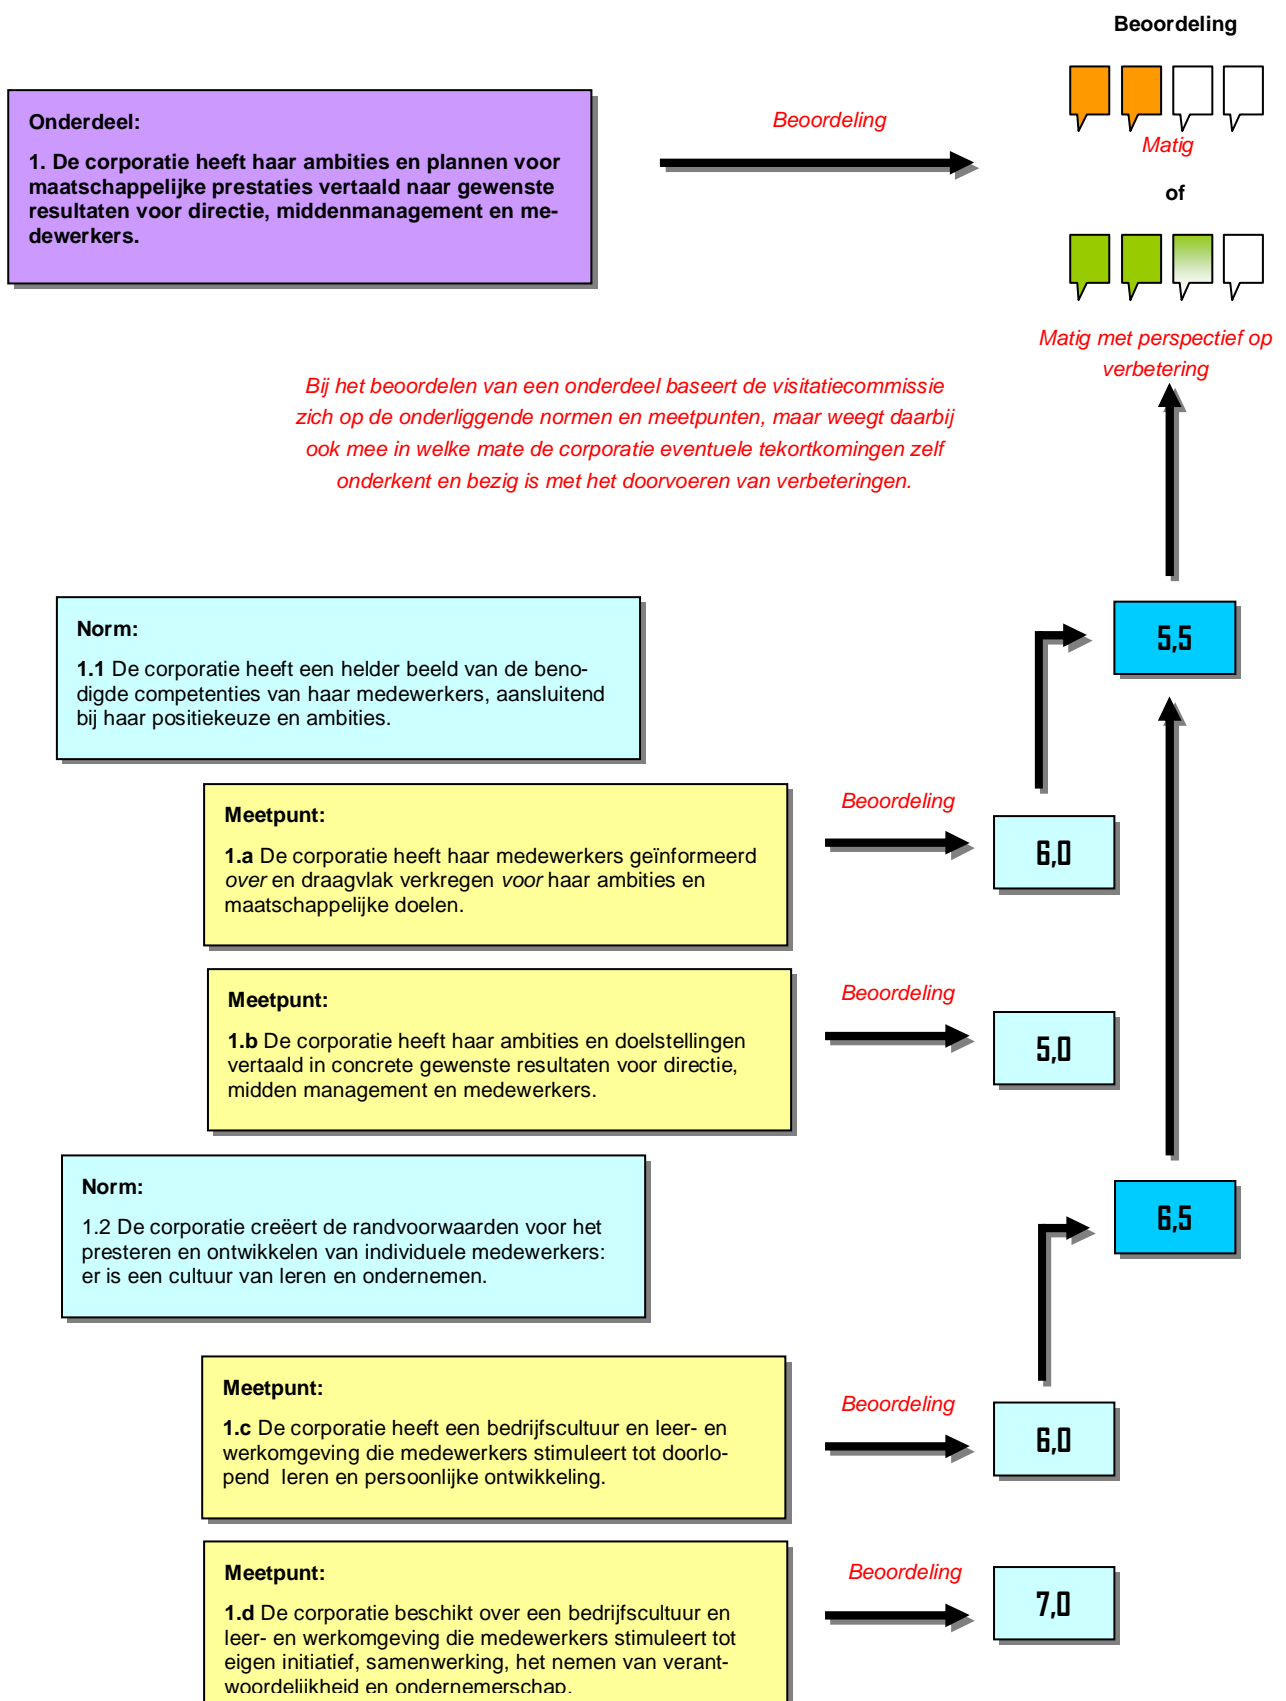 Beoordeling
Onderdeel:
1. De corporatie heeft haar ambities en plannen voor
maatschappelijke prestaties vertaald naar gewenste
resultaten voor directie, middenmanagement en me-
dewerkers.
Beoordeling
Matig
of
Matig met perspectief op
verbetering
Bij het beoordelen van een onderdeel baseert de visitatiecommissie
zich op de onderliggende normen en meetpunten, maar weegt daarbij
ook mee in welke mate de corporatie eventuele tekortkomingen zelf
onderkent en bezig is met het doorvoeren van verbeteringen.
Norm:
1.1 De corporatie heeft een helder beeld van de beno-
digde competenties van haar medewerkers, aansluitend
bij haar positiekeuze en ambities.
5,5
Meetpunt:
1.a De corporatie heeft haar medewerkers geïnformeerd
over en draagvlak verkregen voor haar ambities en
maatschappelijke doelen.
Beoordeling
6,0
Meetpunt:
1.b De corporatie heeft haar ambities en doelstellingen
vertaald in concrete gewenste resultaten voor directie,
midden management en medewerkers.
Beoordeling
5,0
Norm:
1.2 De corporatie creëert de randvoorwaarden voor het
presteren en ontwikkelen van individuele medewerkers:
er is een cultuur van leren en ondernemen.
6,5
Meetpunt:
1.c De corporatie heeft een bedrijfscultuur en leer- en
werkomgeving die medewerkers stimuleert tot doorlo-
pend  leren en persoonlijke ontwikkeling.
Beoordeling
6,0
Meetpunt:
1.d De corporatie beschikt over een bedrijfscultuur en
leer- en werkomgeving die medewerkers stimuleert tot
eigen initiatief, samenwerking, het nemen van verant-
woordelijkheid en ondernemerschap.
Beoordeling
7,0